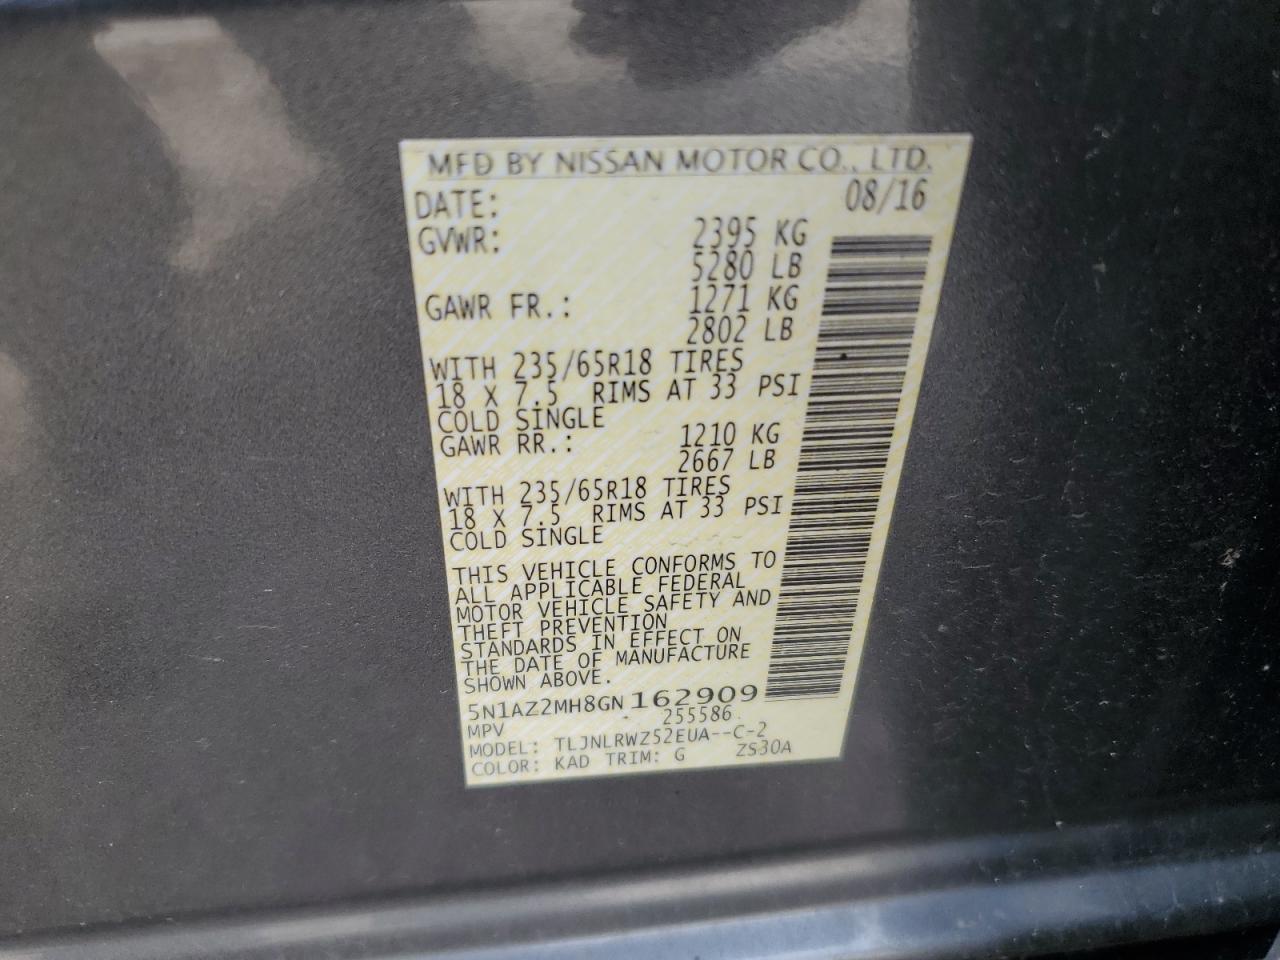 MFD BY NISSAN MOTOR CO., LTD.
DATE: 08/16
GVWR: 2395 KG
5280 LB
GAWR FR.: 1271 KG
2802 LB
WITH 235/65R18 TIRES
18 X 7.5 RIMS AT 33 PSI
COLD SINGLE
GAWR RR.: 1210 KG
2667 LB
WITH 235/65R18 TIRES
18 X 7.5 RIMS AT 33 PSI
COLD SINGLE
THIS VEHICLE CONFORMS TO
ALL APPLICABLE FEDERAL
MOTOR VEHICLE SAFETY AND
THEFT PREVENTION
STANDARDS IN EFFECT ON
THE DATE OF MANUFACTURE
SHOWN ABOVE.
5N1AZ2MH8GN162909
MPV 255586
MODEL: TLJNLRWZ52EUA--C-2
COLOR: KAD TRIM: G ZS30A